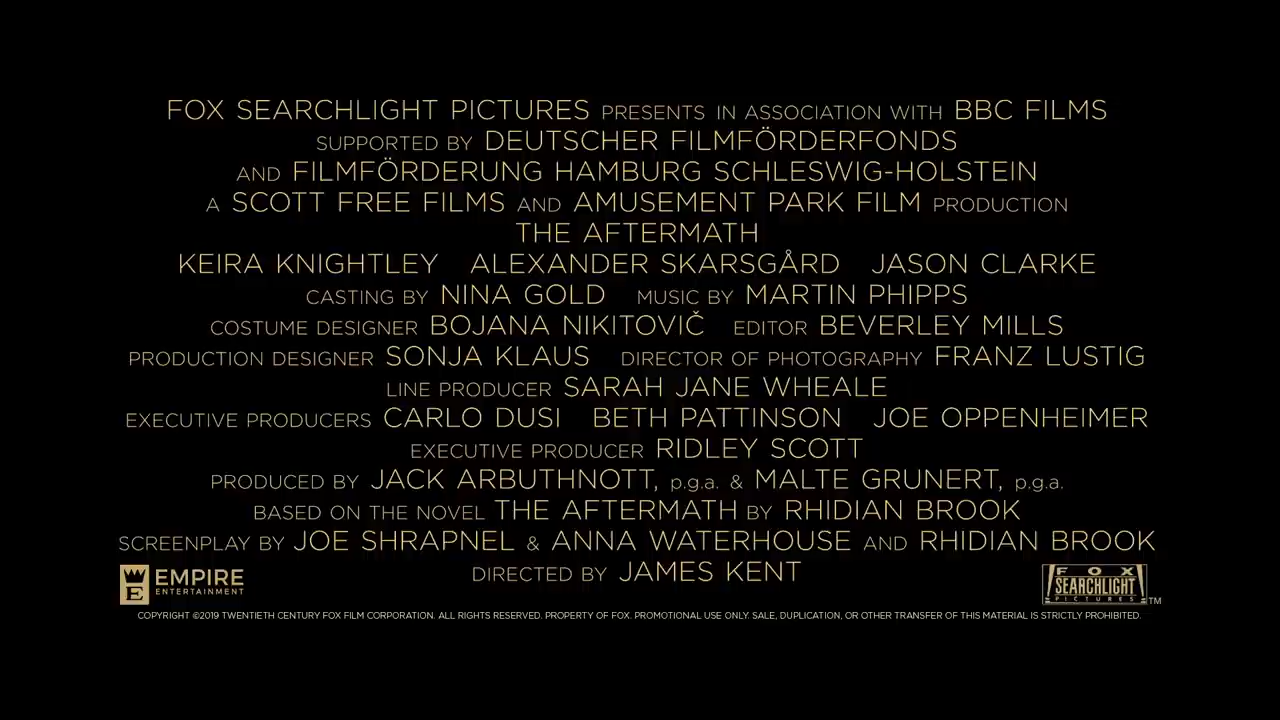 FOX SEARCHLIGHT PICTURES PRESENTS IN ASSOCIATION WITH BBC FILMS
SUPPORTED BY DEUTSCHER FILMFÖRDERFONDS
AND FILMFÖRDERUNG HAMBURG SCHLESWIG-HOLSTEIN
A SCOTT FREE FILMS AND AMUSEMENT PARK FILM PRODUCTION
THE AFTERMATH
KEIRA KNIGHTLEY ALEXANDER SKARSGÅRD JASON CLARKE
CASTING BY NINA GOLD MUSIC BY MARTIN PHIPPS
COSTUME DESIGNER BOJANA NIKITOVIČ EDITOR BEVERLEY MILLS
PRODUCTION DESIGNER SONJA KLAUS DIRECTOR OF PHOTOGRAPHY FRANZ LUSTIG
LINE PRODUCER SARAH JANE WHEALE
EXECUTIVE PRODUCERS CARLO DUSI BETH PATTINSON JOE OPPENHEIMER
EXECUTIVE PRODUCER RIDLEY SCOTT
PRODUCED BY JACK ARBUTHNOTT, p.g.a. & MALTE GRUNERT, p.g.a.
BASED ON THE NOVEL THE AFTERMATH BY RHIDIAN BROOK
SCREENPLAY BY JOE SHRAPNEL & ANNA WATERHOUSE AND RHIDIAN BROOK
DIRECTED BY JAMES KENT
E EMPIRE
ENTERTAINMENT
FOX
SEARCHLIGHT
PICTURES TM
COPYRIGHT ©2019 TWENTIETH CENTURY FOX FILM CORPORATION. ALL RIGHTS RESERVED. PROPERTY OF FOX. PROMOTIONAL USE ONLY. SALE, DUPLICATION, OR OTHER TRANSFER OF THIS MATERIAL IS STRICTLY PROHIBITED.